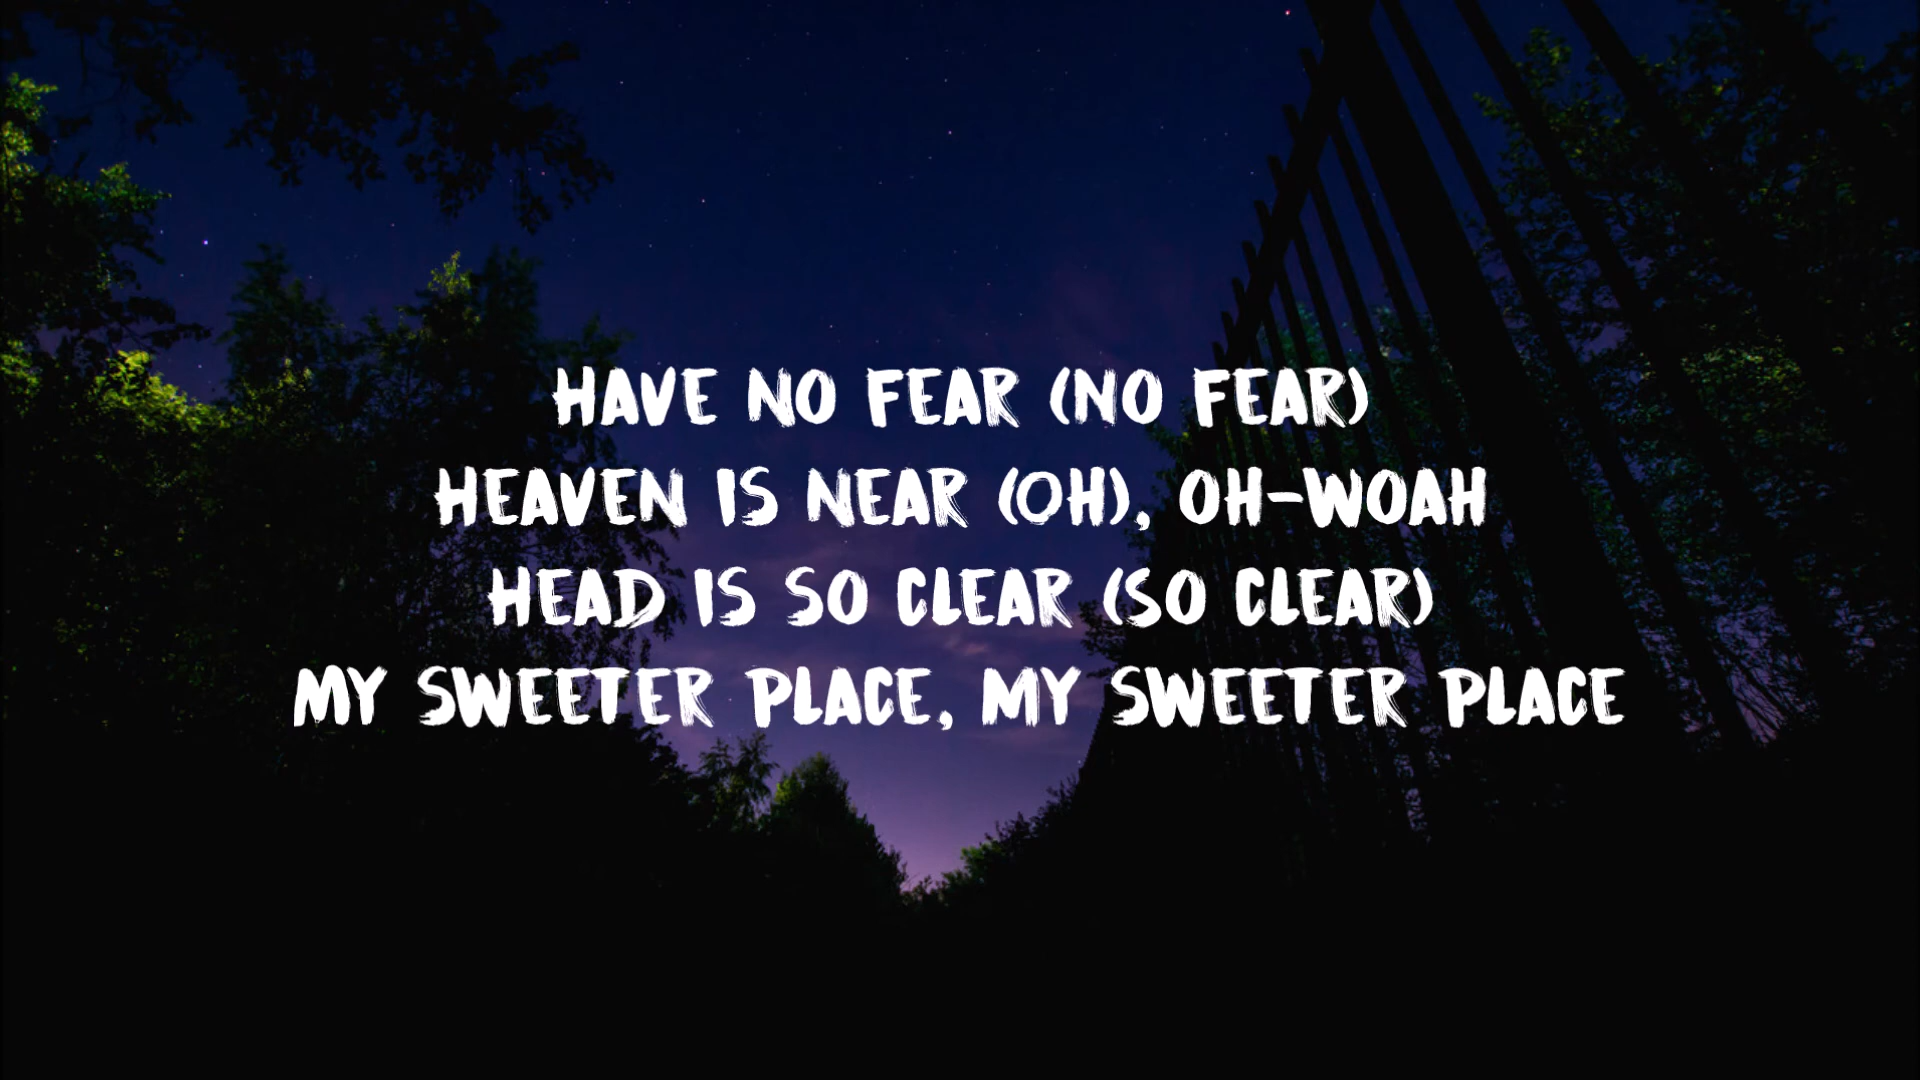 HAVE NO FEAR (NO FEAR)
HEAVEN IS NEAR (OH), OH-WOAH
HEAD IS SO CLEAR (SO CLEAR)
MY SWEETER PLACE, MY SWEETER PLACE